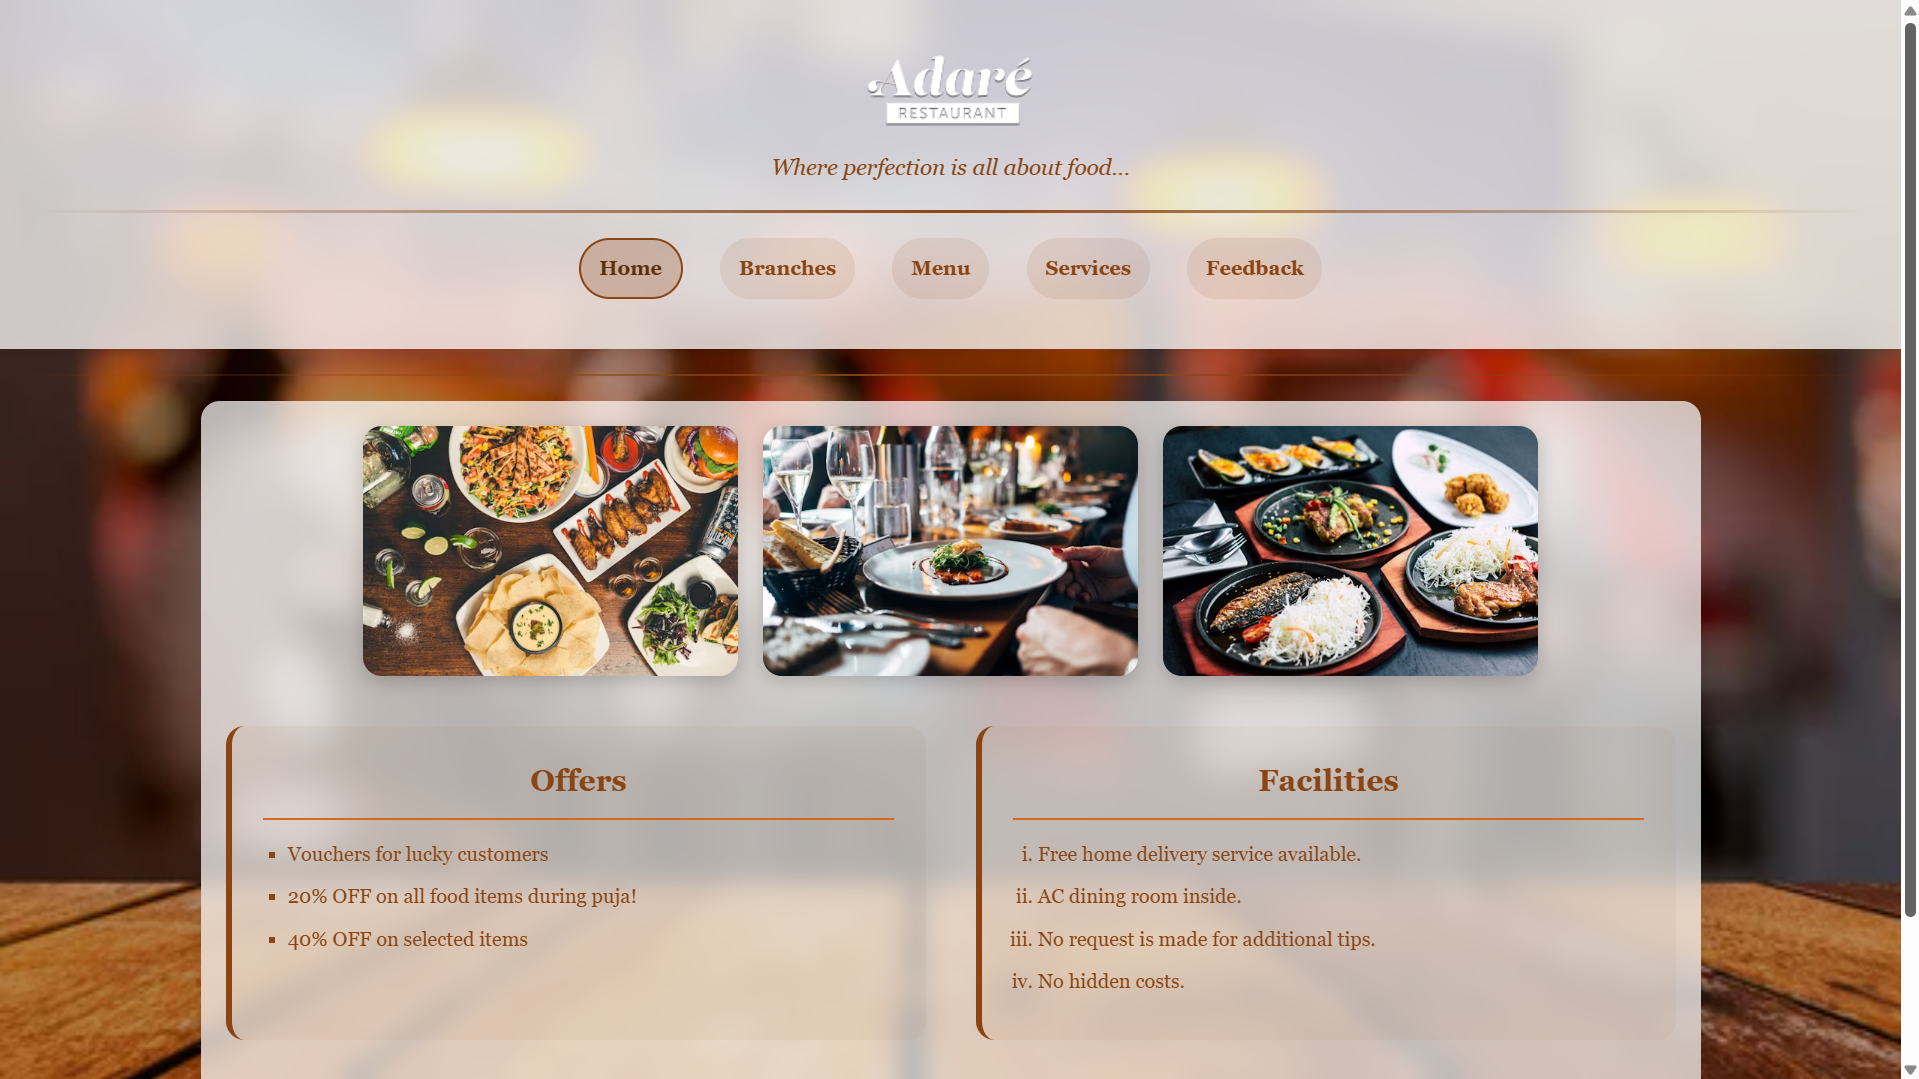 Adaré
RESTAURANT
Where perfection is all about food...
Home
Branches
Menu
Services
Feedback
Offers
▪ Vouchers for lucky customers
▪ 20% OFF on all food items during puja!
▪ 40% OFF on selected items
Facilities
i. Free home delivery service available.
ii. AC dining room inside.
iii. No request is made for additional tips.
iv. No hidden costs.